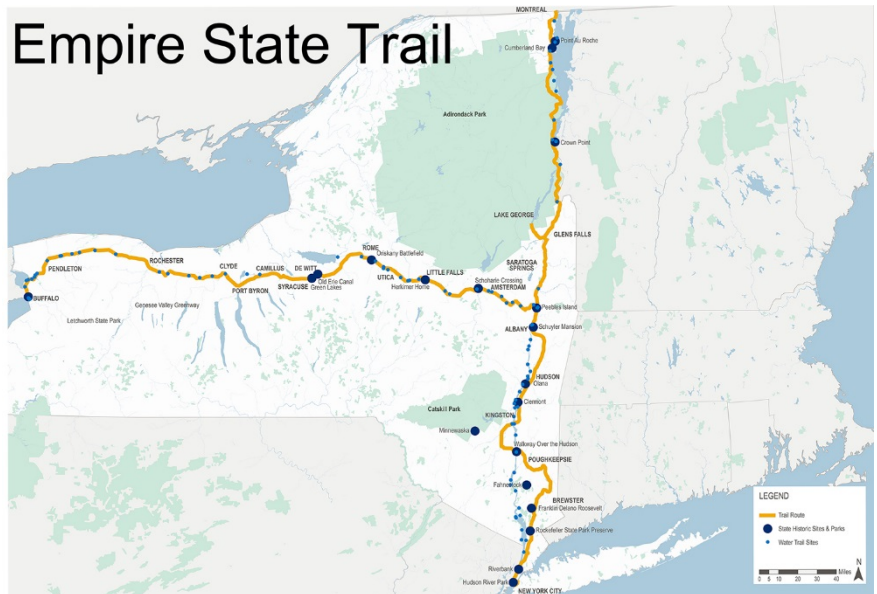 Empire State Trail
MONTREAL
Point Au Roche
Cumberland Bay
Adirondack Park
Crown Point
LAKE GEORGE
GLENS FALLS
SARATOGA
SPRINGS
ROME
Oriskany Battlefield
UTICA
LITTLE FALLS
Herkimer Home
Schoharie Crossing
AMSTERDAM
Peebles Island
PENDLETON
ROCHESTER
CLYDE
CAMILLUS
DE WITT
Old Erie Canal
SYRACUSE
Green Lakes
PORT BYRON
BUFFALO
Genesee Valley Greenway
Letchworth State Park
ALBANY
Schuyler Mansion
HUDSON
Olana
Catskill Park
Clermont
KINGSTON
Minnewaska
Walkway Over the Hudson
POUGHKEEPSIE
Fahnestock
BREWSTER
Franklin Delano Roosevelt
Rockefeller State Park Preserve
Riverbank
Hudson River Park
NEW YORK CITY
LEGEND
Trail Route
State Historic Sites & Parks
Water Trail Sites
N
Miles
0 5 10 20 30 40